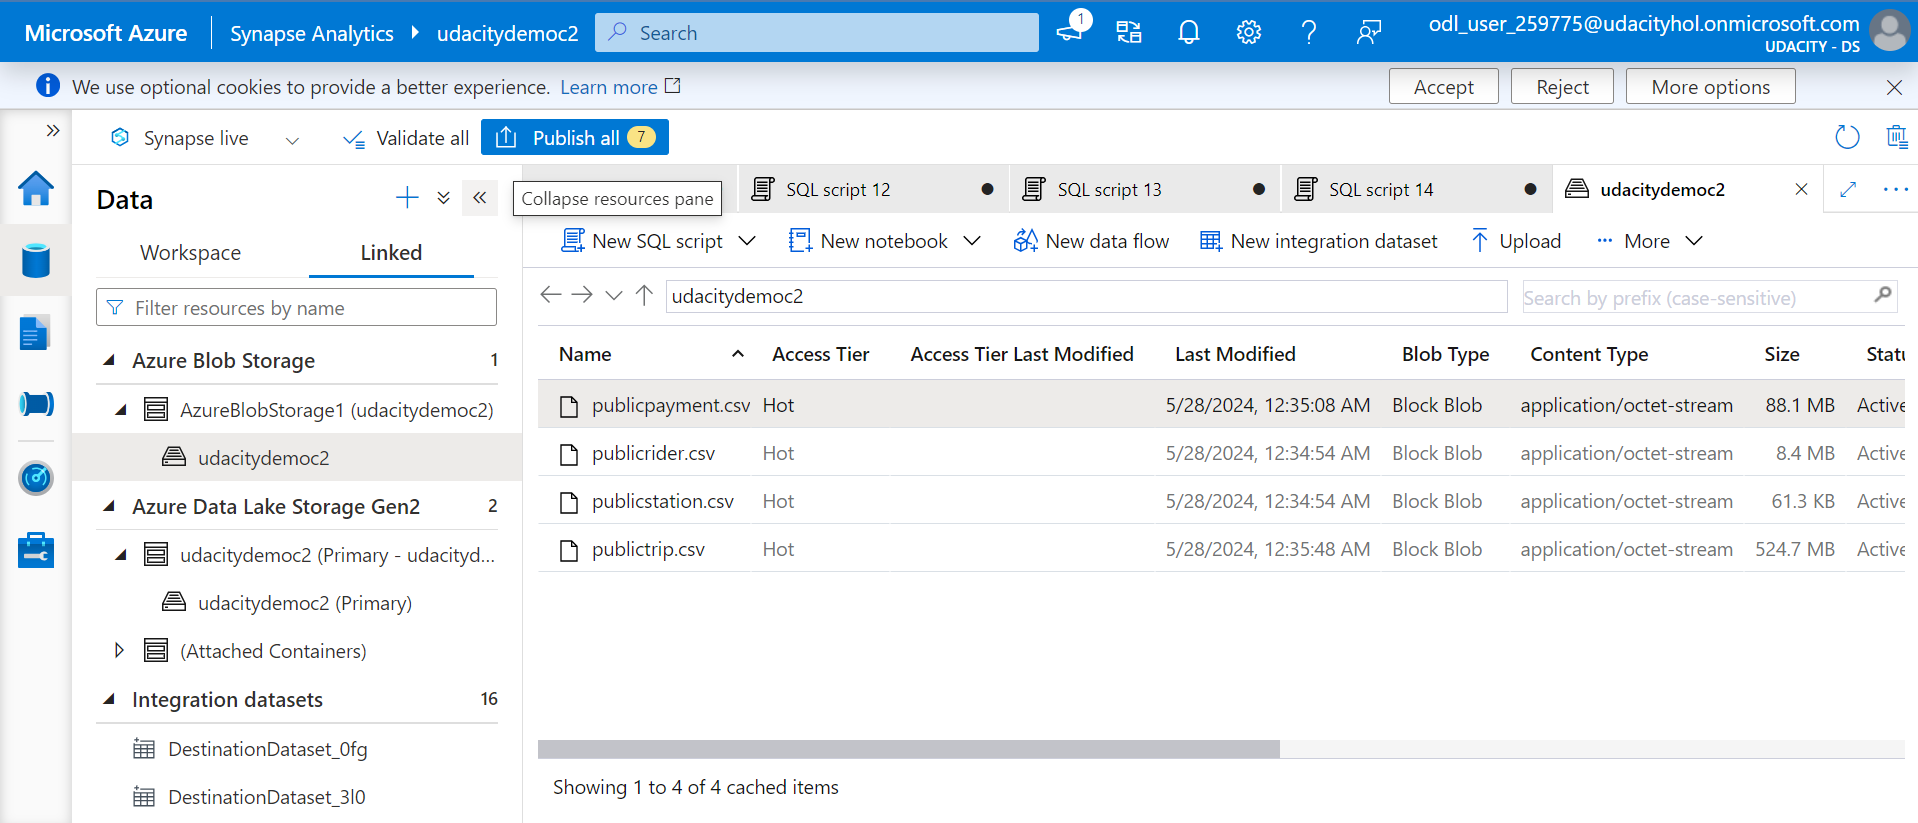 Microsoft Azure Synapse Analytics udacitydemoc2 Search 1 odl_user_259775@udacityhol.onmicrosoft.com
UDACITY - DS
We use optional cookies to provide a better experience. Learn more Accept Reject More options
Synapse live Validate all Publish all 7
Data
Collapse resources pane
SQL script 12 SQL script 13 SQL script 14 udacitydemoc2
Workspace Linked
New SQL script New notebook New data flow New integration dataset Upload More
Filter resources by name
udacitydemoc2 Search by prefix (case-sensitive)
Azure Blob Storage 1
AzureBlobStorage1 (udacitydemoc2)
udacitydemoc2
Azure Data Lake Storage Gen2 2
udacitydemoc2 (Primary - udacityd...
udacitydemoc2 (Primary)
(Attached Containers)
Integration datasets 16
DestinationDataset_0fg
DestinationDataset_3l0
Name Access Tier Access Tier Last Modified Last Modified Blob Type Content Type Size Statu
publicpayment.csv Hot 5/28/2024, 12:35:08 AM Block Blob application/octet-stream 88.1 MB Active
publicrider.csv Hot 5/28/2024, 12:34:54 AM Block Blob application/octet-stream 8.4 MB Active
publicstation.csv Hot 5/28/2024, 12:34:54 AM Block Blob application/octet-stream 61.3 KB Active
publictrip.csv Hot 5/28/2024, 12:35:48 AM Block Blob application/octet-stream 524.7 MB Active
Showing 1 to 4 of 4 cached items